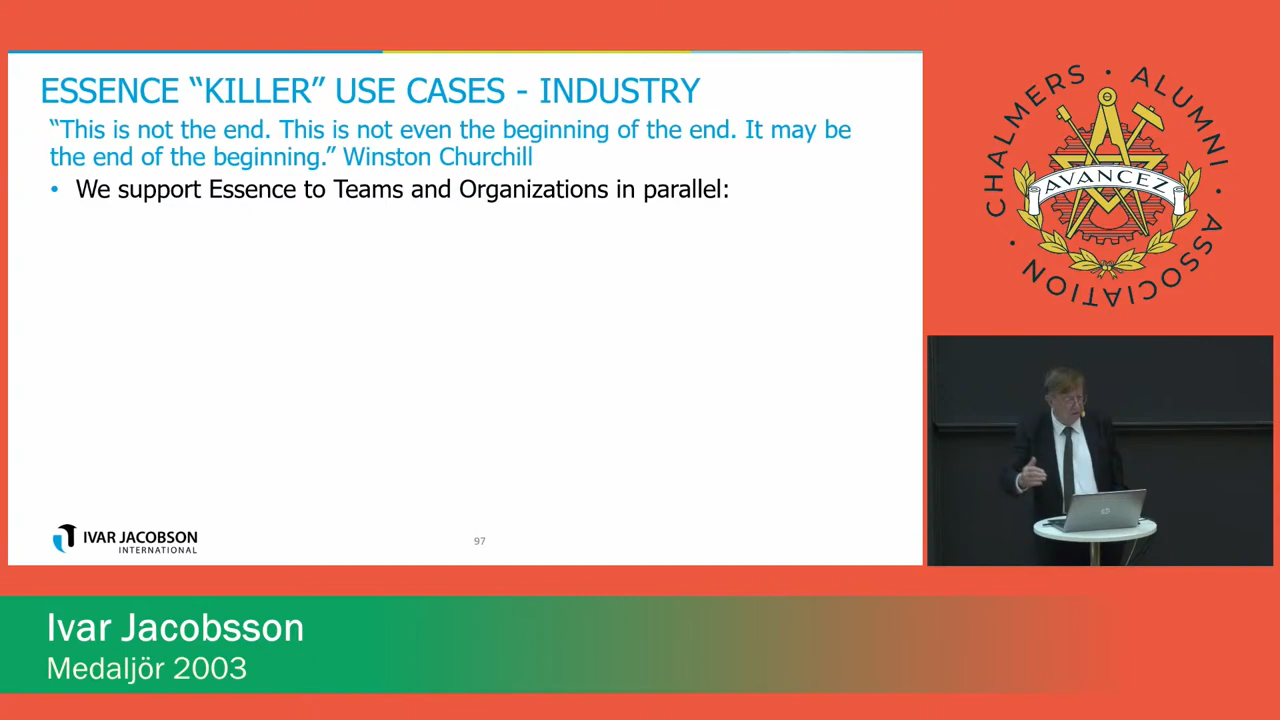 ESSENCE “KILLER” USE CASES - INDUSTRY
“This is not the end. This is not even the beginning of the end. It may be
the end of the beginning.” Winston Churchill
• We support Essence to Teams and Organizations in parallel:
IVAR JACOBSON
INTERNATIONAL
97
CHALMERS • ALUMNI • ASSOCIATION •
AVANCEZ
hp
Ivar Jacobsson
Medaljör 2003